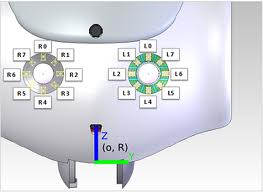 R0
R7 R1
R6 R2
R5 R3
R4
L0
L1 L7
L2 L6
L3 L5
L4
Z
(o, R)
Y